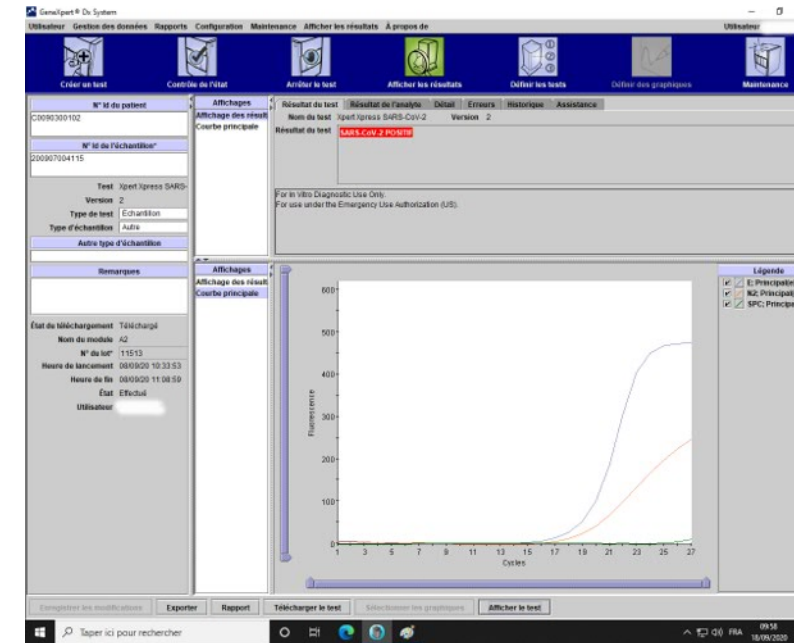 GeneXpert® Dx System
Utilisateur Gestion des données Rapports Configuration Maintenance Afficher les résultats À propos de
Utilisateur
Créer un test
Contrôle de l'état
Arrêter le test
Afficher les résultats
Définir les tests
Définir des graphiques
Maintenance
N° Id du patient
C0090300102
N° Id de l'échantillon*
200907004115
Test Xpert Xpress SARS-
Version 2
Type de test Échantillon
Type d'échantillon Autre
Autre type d'échantillon
Remarques
État de téléchargement Téléchargé
Nom du module A2
N° du lot* 11513
Heure de lancement 08/09/20 10:33:53
Heure de fin 08/09/20 11:08:59
État Effectué
Utilisateur
Affichages
Affichage des résult
Courbe principale
Résultat du test Résultat de l'analyte Détail Erreurs Historique Assistance
Nom du test Xpert Xpress SARS-CoV-2 Version 2
Résultat du test SARS-CoV-2 POSITIF
For In Vitro Diagnostic Use Only.
For use under the Emergency Use Authorization (US).
Affichages
Affichage des résult
Courbe principale
Fluorescence
600
500
400
300
200
100
0
1 3 5 7 9 11 13 15 17 19 21 23 25 27
Cycles
Légende
E; Principal(e
N2; Principal(
SPC; Principa
Enregistrer les modifications
Exporter
Rapport
Télécharger le test
Sélectionner les graphiques
Afficher le test
Taper ici pour rechercher
FRA
09:58
18/09/2020